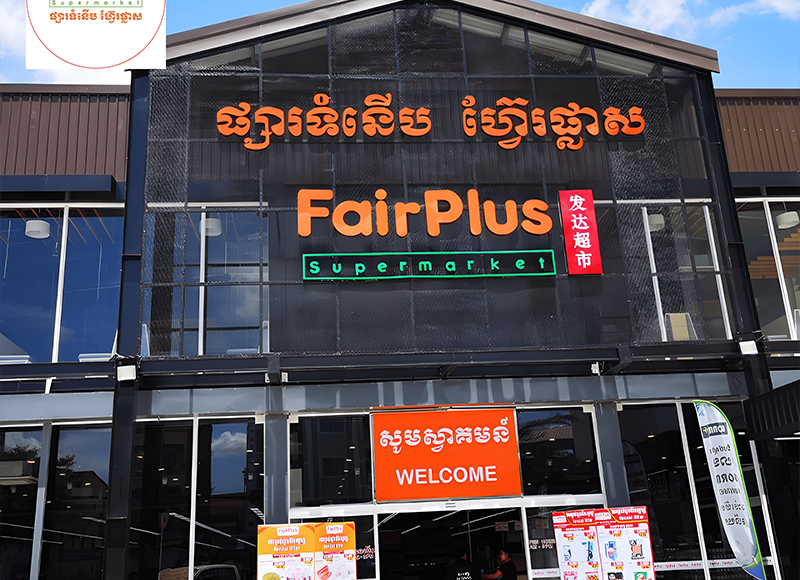 Supermarket
ផ្សារទំនើប ហ្វែរផ្លាស
ផ្សារទំនើប ហ្វែរផ្លាស
FairPlus
发达超市
Supermarket
សូមស្វាគមន៍
WELCOME